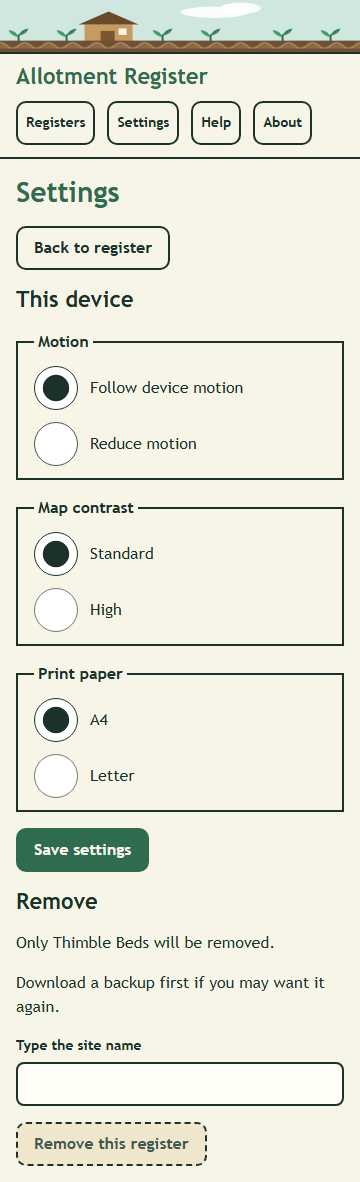 Allotment Register
Registers
Settings
Help
About
Settings
Back to register
This device
Motion
Follow device motion
Reduce motion
Map contrast
Standard
High
Print paper
A4
Letter
Save settings
Remove
Only Thimble Beds will be removed.
Download a backup first if you may want it
again.
Type the site name
Remove this register